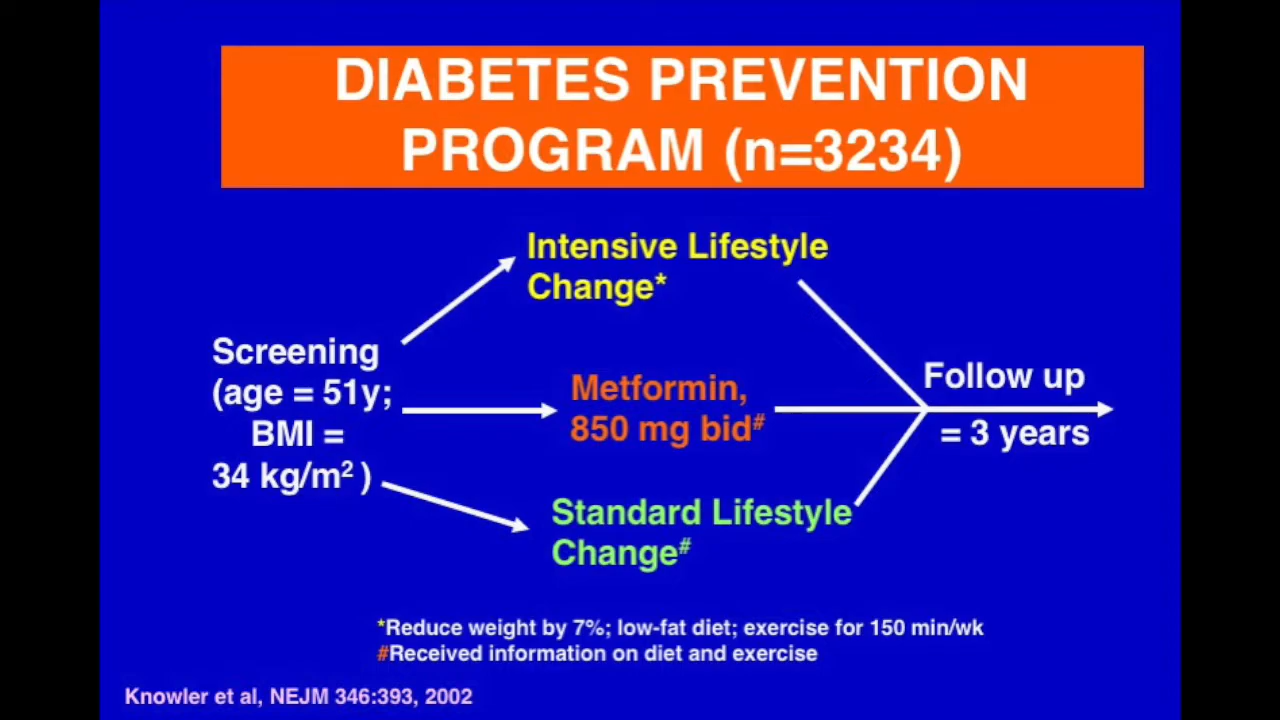 DIABETES PREVENTION
PROGRAM (n=3234)
Intensive Lifestyle
Change*
Screening
(age = 51y;
BMI =
34 kg/m² )
Metformin,
850 mg bid#
Standard Lifestyle
Change#
Follow up
= 3 years
*Reduce weight by 7%; low-fat diet; exercise for 150 min/wk
#Received information on diet and exercise
Knowler et al, NEJM 346:393, 2002